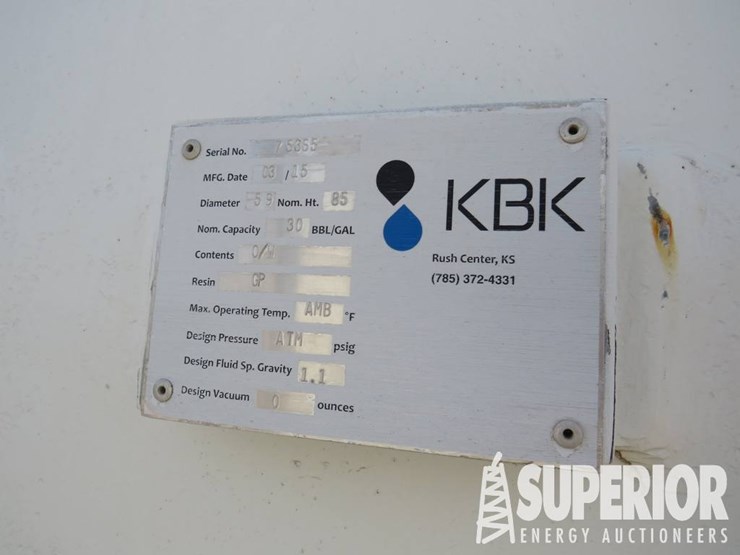 Serial No.
MFG. Date 03 / 15
Diameter 59 Nom. Ht. 85
Nom. Capacity 30 BBL/GAL
Contents O/W
Resin GP
Max. Operating Temp. AMB °F
Design Pressure ATM psig
Design Fluid Sp. Gravity 1.1
Design Vacuum 0 ounces
KBK
Rush Center, KS
(785) 372-4331
SUPERIOR
ENERGY AUCTIONEERS